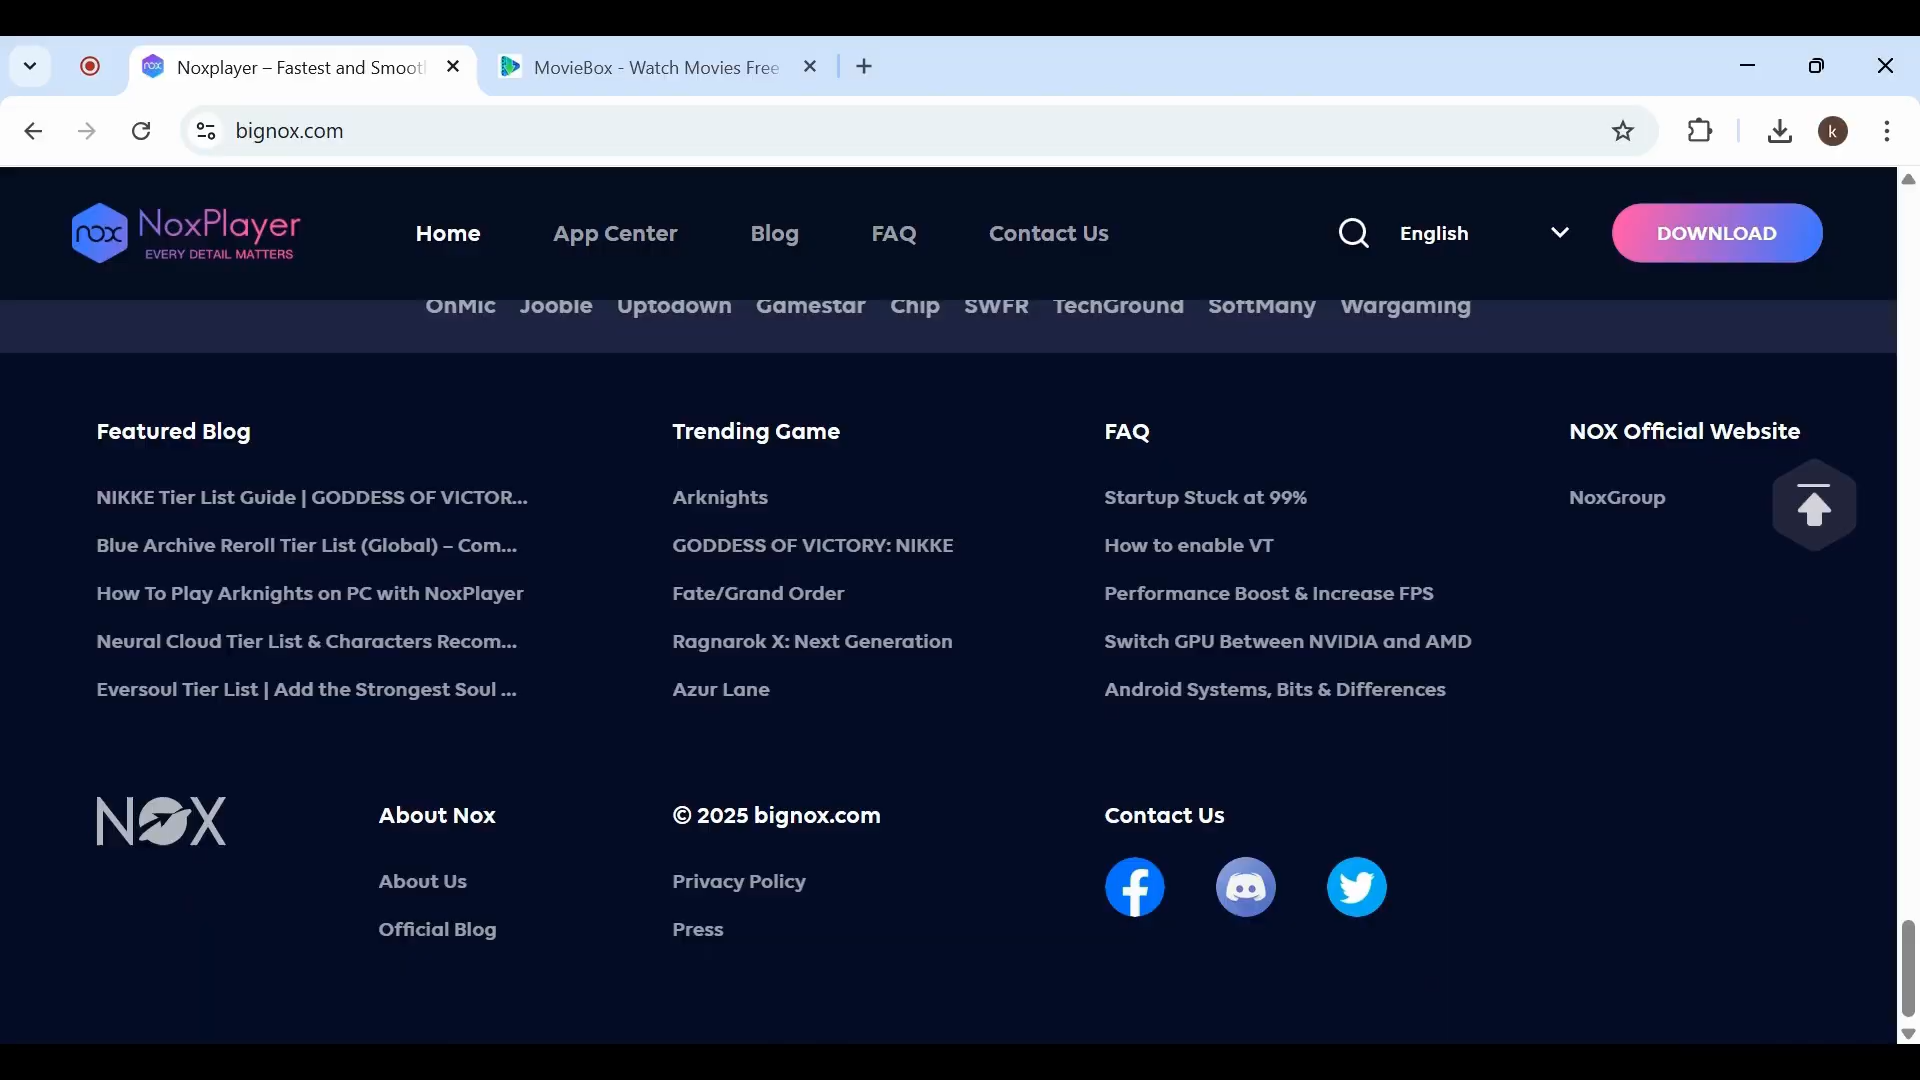 Noxplayer – Fastest and Smoot
MovieBox - Watch Movies Free
bignox.com
k
nox
NoxPlayer
EVERY DETAIL MATTERS
Home
App Center
Blog
FAQ
Contact Us
English
DOWNLOAD
OnMic Jooble Uptodown Gamestar Chip SWFR TechGround SoftMany Wargaming
Featured Blog
NIKKE Tier List Guide | GODDESS OF VICTOR...
Blue Archive Reroll Tier List (Global) – Com...
How To Play Arknights on PC with NoxPlayer
Neural Cloud Tier List & Characters Recom...
Eversoul Tier List | Add the Strongest Soul ...
Trending Game
Arknights
GODDESS OF VICTORY: NIKKE
Fate/Grand Order
Ragnarok X: Next Generation
Azur Lane
FAQ
Startup Stuck at 99%
How to enable VT
Performance Boost & Increase FPS
Switch GPU Between NVIDIA and AMD
Android Systems, Bits & Differences
NOX Official Website
NoxGroup
NOX
About Nox
About Us
Official Blog
© 2025 bignox.com
Privacy Policy
Press
Contact Us